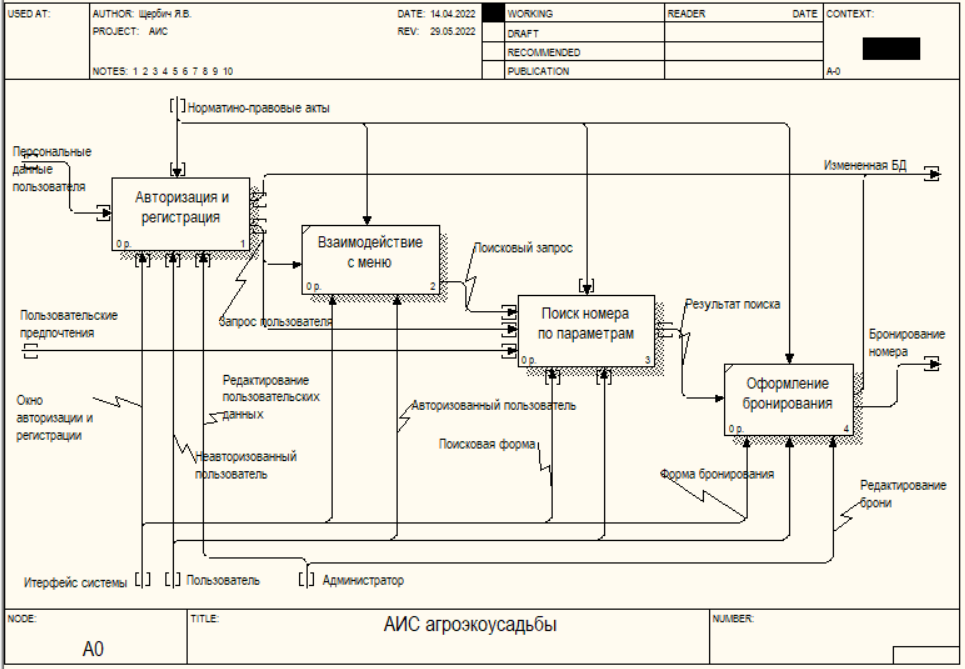 USED AT:
AUTHOR: Щербич Я.В.
DATE: 14.04.2022
WORKING
READER
DATE
CONTEXT:
PROJECT: АИС
REV: 29.05.2022
DRAFT
RECOMMENDED
NOTES: 1 2 3 4 5 6 7 8 9 10
PUBLICATION
A-0
Норматино-правовые акты
Персональные
данные
пользователя
Измененная БД
Авторизация и
регистрация
0 р.
1
Взаимодействие
с меню
0 р.
2
Поисковый запрос
Запрос пользователя
Поиск номера
по параметрам
0 р.
3
Результат поиска
Пользовательские
предпочтения
Бронирование
номера
Оформление
бронирования
0 р.
4
Окно
авторизации и
регистрации
Редактирование
пользовательских
данных
Авторизованный пользователь
Неавторизованный
пользователь
Поисковая форма
Форма бронирования
Редактирование
брони
Итерфейс системы
Пользователь
Администратор
NODE:
TITLE:
NUMBER:
A0
АИС агроэкоусадьбы